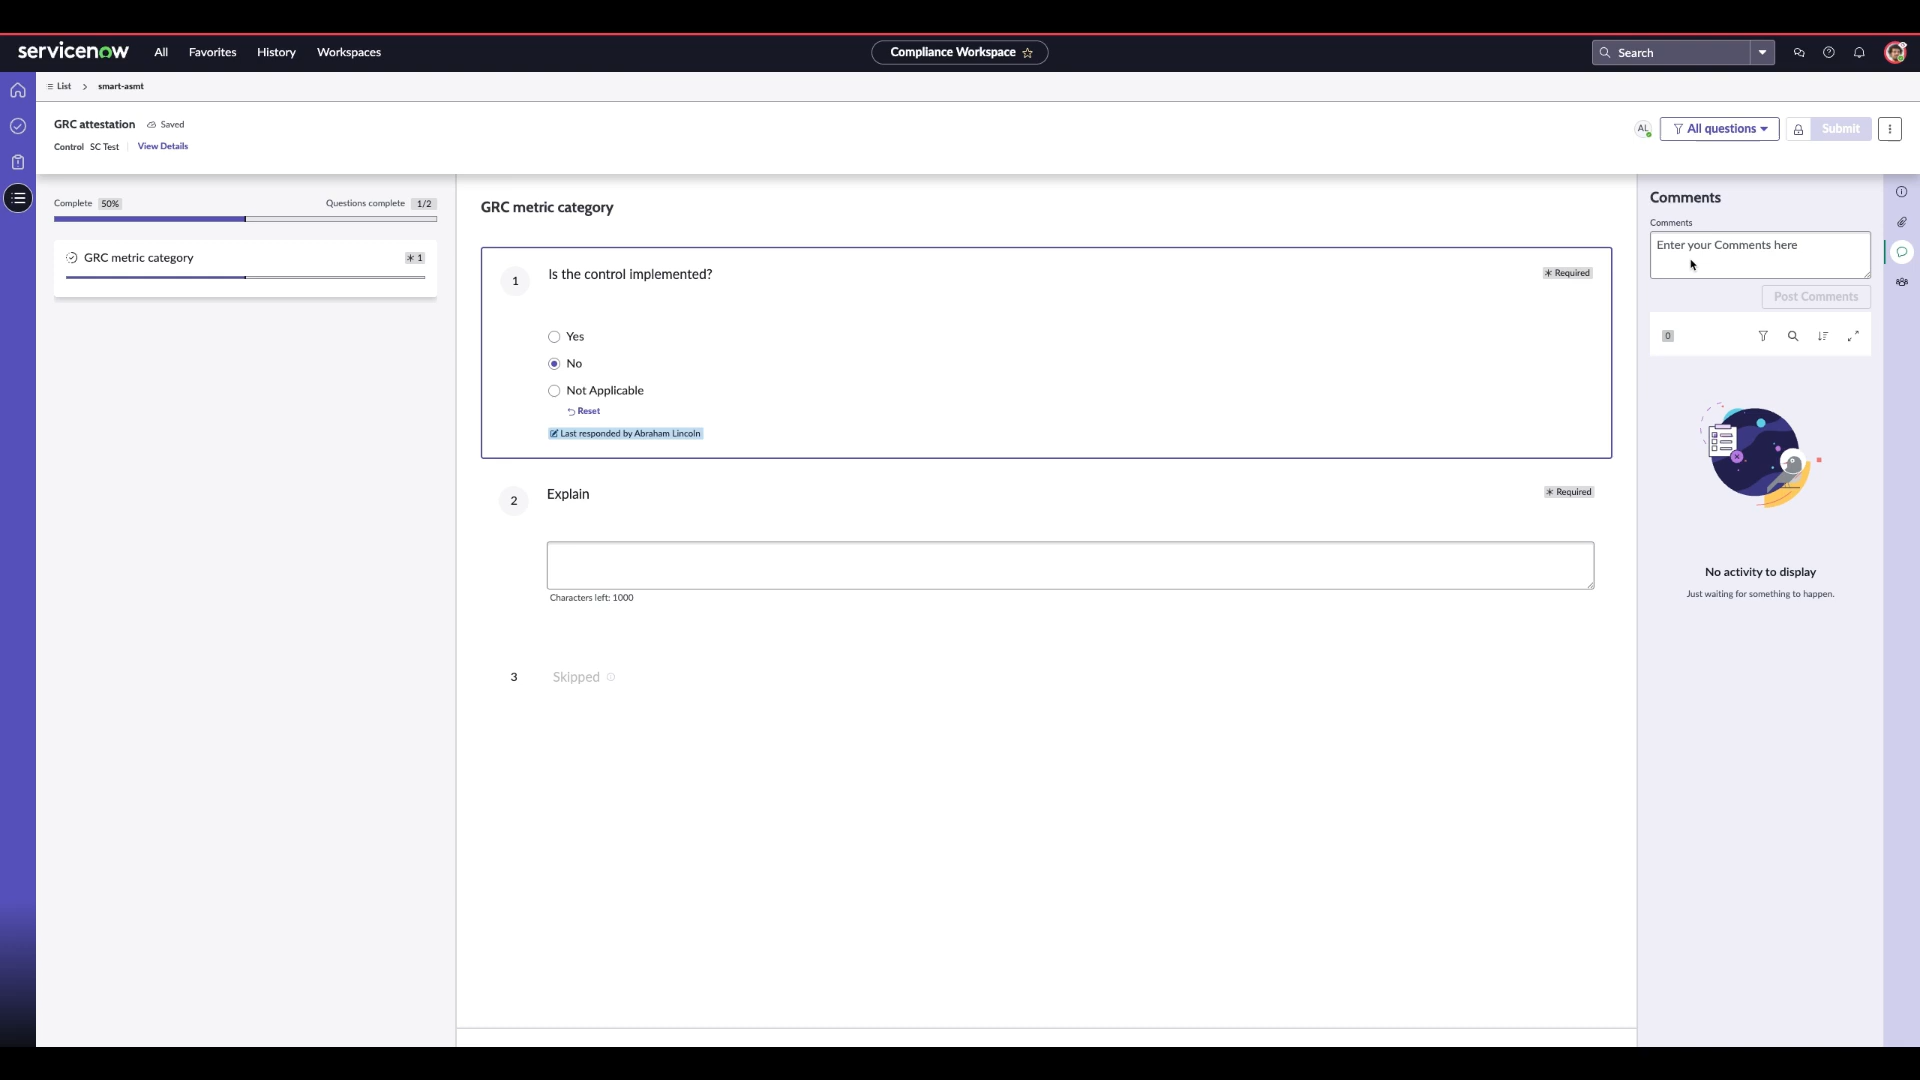 servicenow
All
Favorites
History
Workspaces
Compliance Workspace
Search
List
smart-asmt
GRC attestation
Saved
Control SC Test
View Details
AL
All questions
Submit
Complete 50%
Questions complete 1/2
GRC metric category
* 1
GRC metric category
1
Is the control implemented?
* Required
Yes
No
Not Applicable
Reset
Last responded by Abraham Lincoln
2
Explain
* Required
Characters left: 1000
3
Skipped
Comments
Comments
Enter your Comments here
Post Comments
0
No activity to display
Just waiting for something to happen.